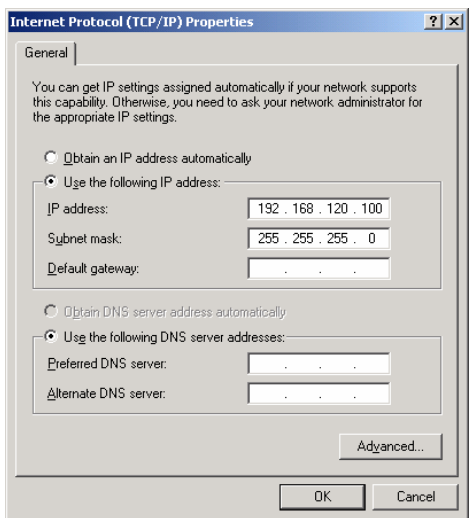 Internet Protocol (TCP/IP) Properties ? X
General
You can get IP settings assigned automatically if your network supports
this capability. Otherwise, you need to ask your network administrator for
the appropriate IP settings.
Obtain an IP address automatically
Use the following IP address:
IP address: 192 . 168 . 120 . 100
Subnet mask: 255 . 255 . 255 . 0
Default gateway: . . .
Obtain DNS server address automatically
Use the following DNS server addresses:
Preferred DNS server: . . .
Alternate DNS server: . . .
Advanced...
OK Cancel